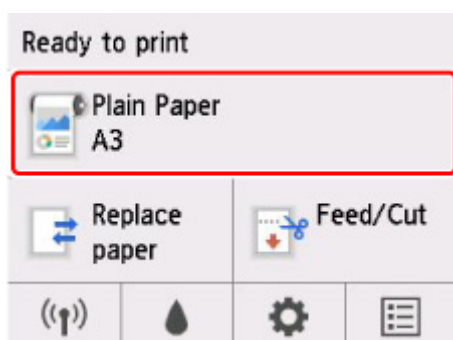 Ready to print
Plain Paper
A3
Replace
paper
Feed/Cut